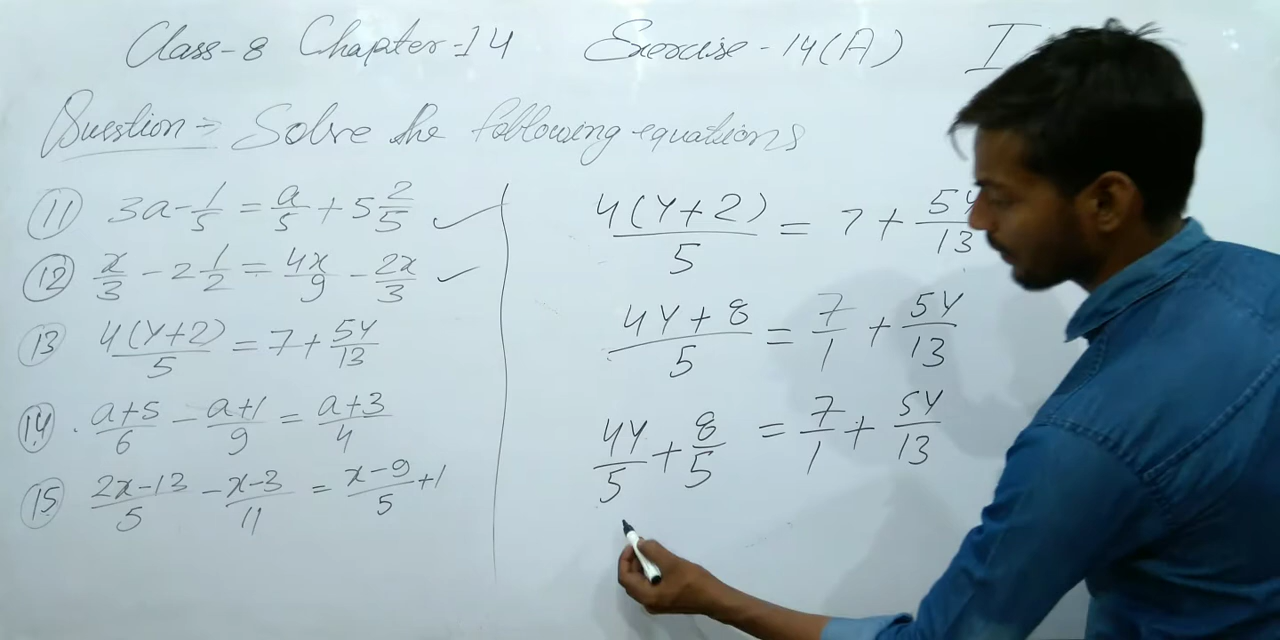 Class-8 Chapter-14 Exercise-14(A) I
Question ⇒ Solve the following equations
(11) 3a - 1/5 = a/5 + 5 2/5 ✓
(12) x/3 - 2 1/2 = 4x/9 - 2x/3 ✓
(13) 4(Y+2)/5 = 7 + 5Y/13
(14) a+5/6 - a+1/9 = a+3/4
(15) 2x-13/5 - x-3/11 = x-9/5 + 1
4(Y+2)/5 = 7 + 5Y/13
4Y+8/5 = 7/1 + 5Y/13
4Y/5 + 8/5 = 7/1 + 5Y/13